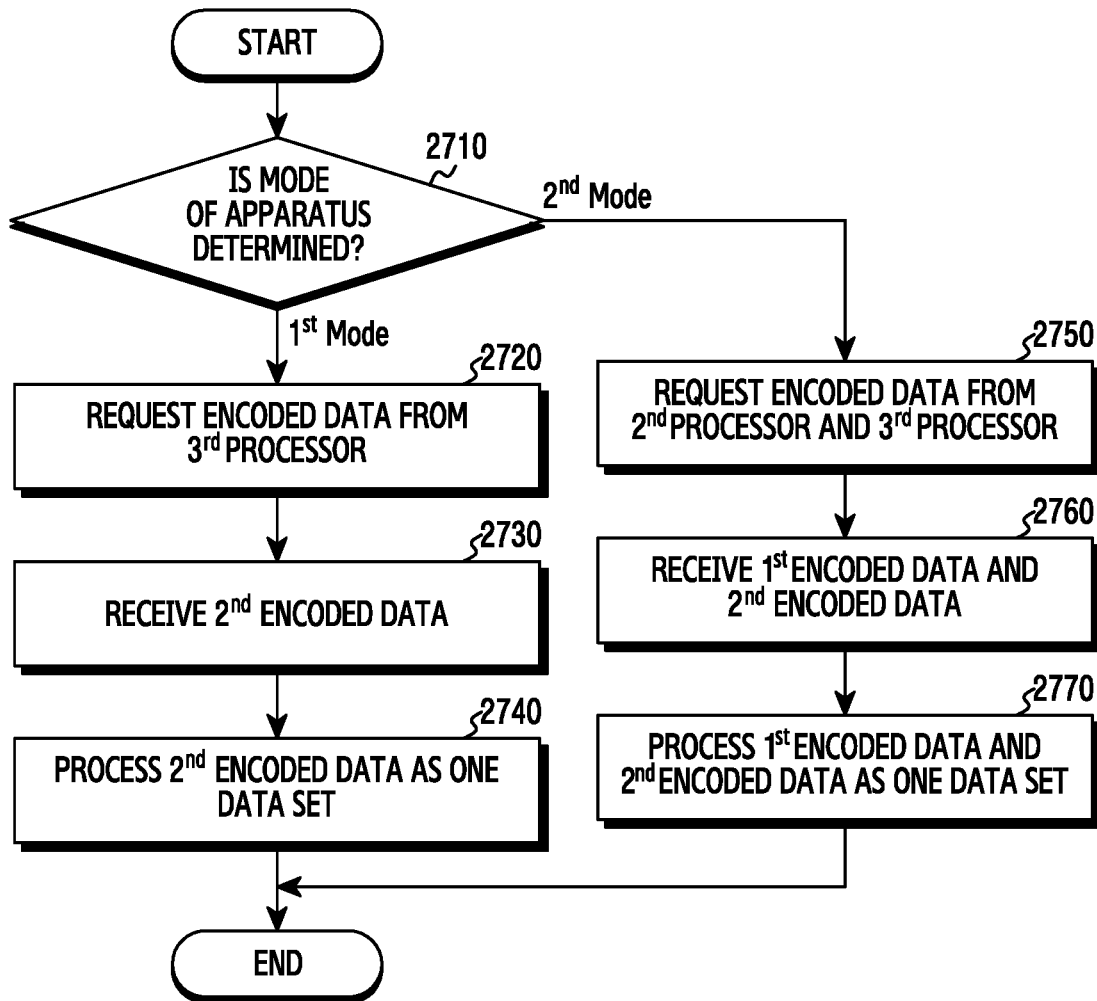 START
2710
IS MODE
OF APPARATUS
DETERMINED?
2nd Mode
1st Mode
2720
REQUEST ENCODED DATA FROM
3rd PROCESSOR
2730
RECEIVE 2nd ENCODED DATA
2740
PROCESS 2nd ENCODED DATA AS ONE
DATA SET
2750
REQUEST ENCODED DATA FROM
2nd PROCESSOR AND 3rd PROCESSOR
2760
RECEIVE 1st ENCODED DATA AND
2nd ENCODED DATA
2770
PROCESS 1st ENCODED DATA AND
2nd ENCODED DATA AS ONE DATA SET
END